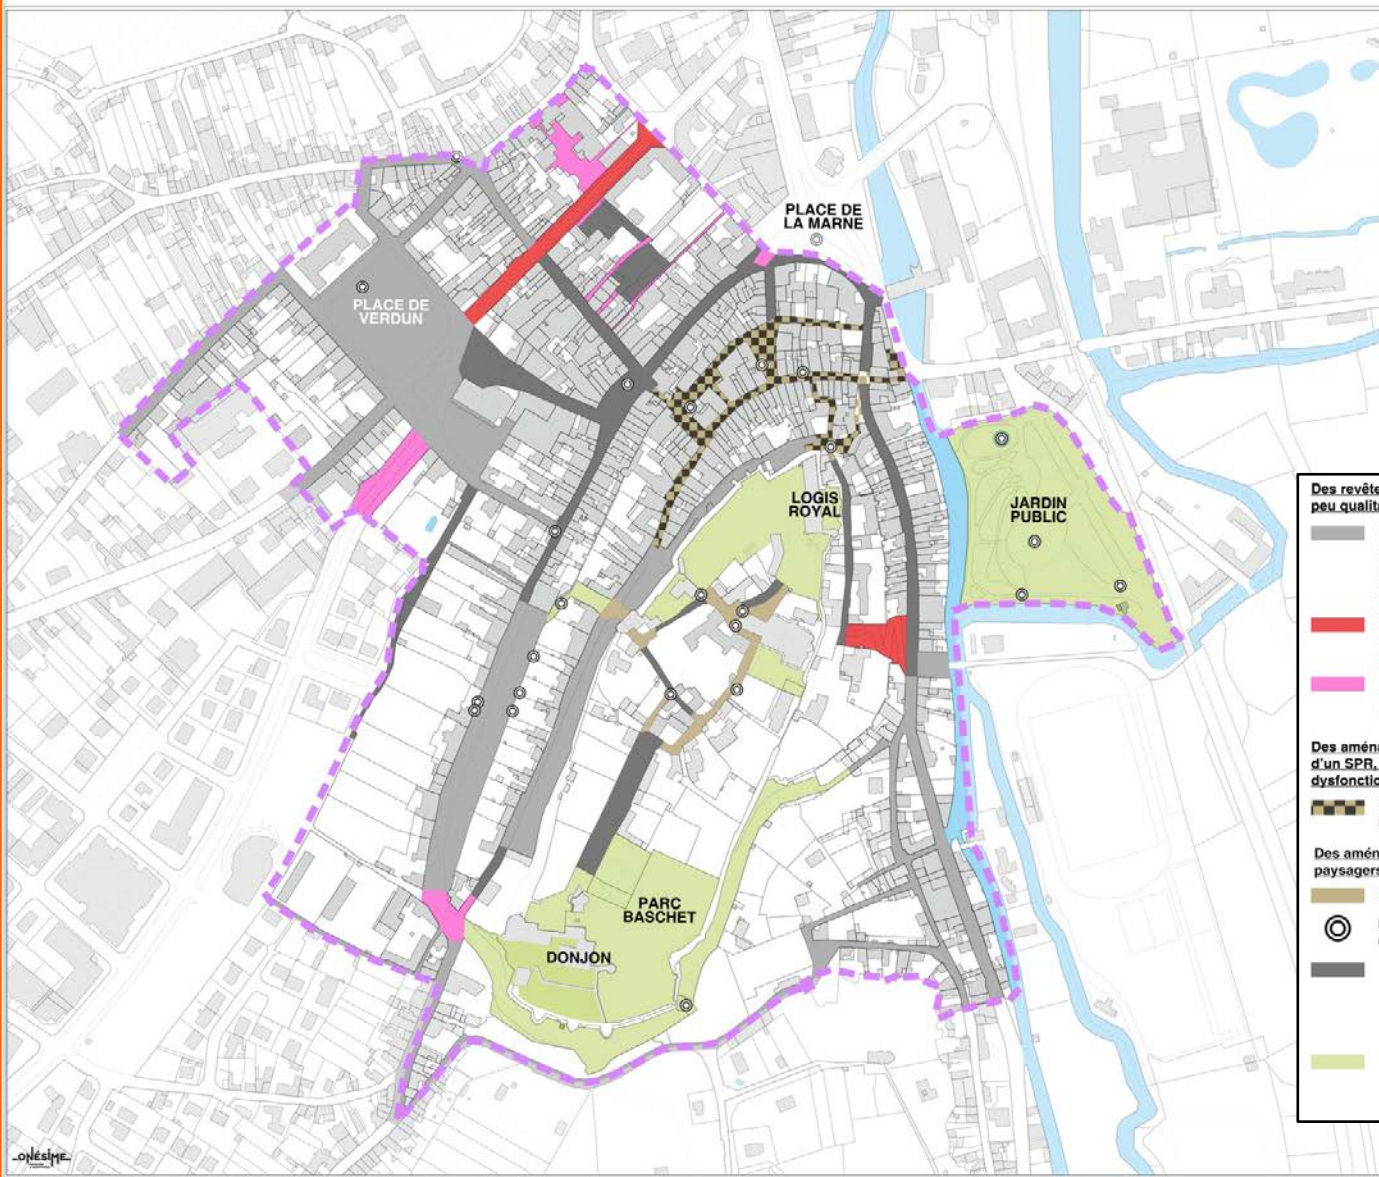 PLACE DE
LA MARNE
PLACE DE
VERDUN
LOGIS
ROYAL
JARDIN
PUBLIC
PARC
BASCHET
DONJON
Des revête
peu qualita
Des aména
d'un SPR,
dysfonctio
Des amén
paysagers
ONÉSIME